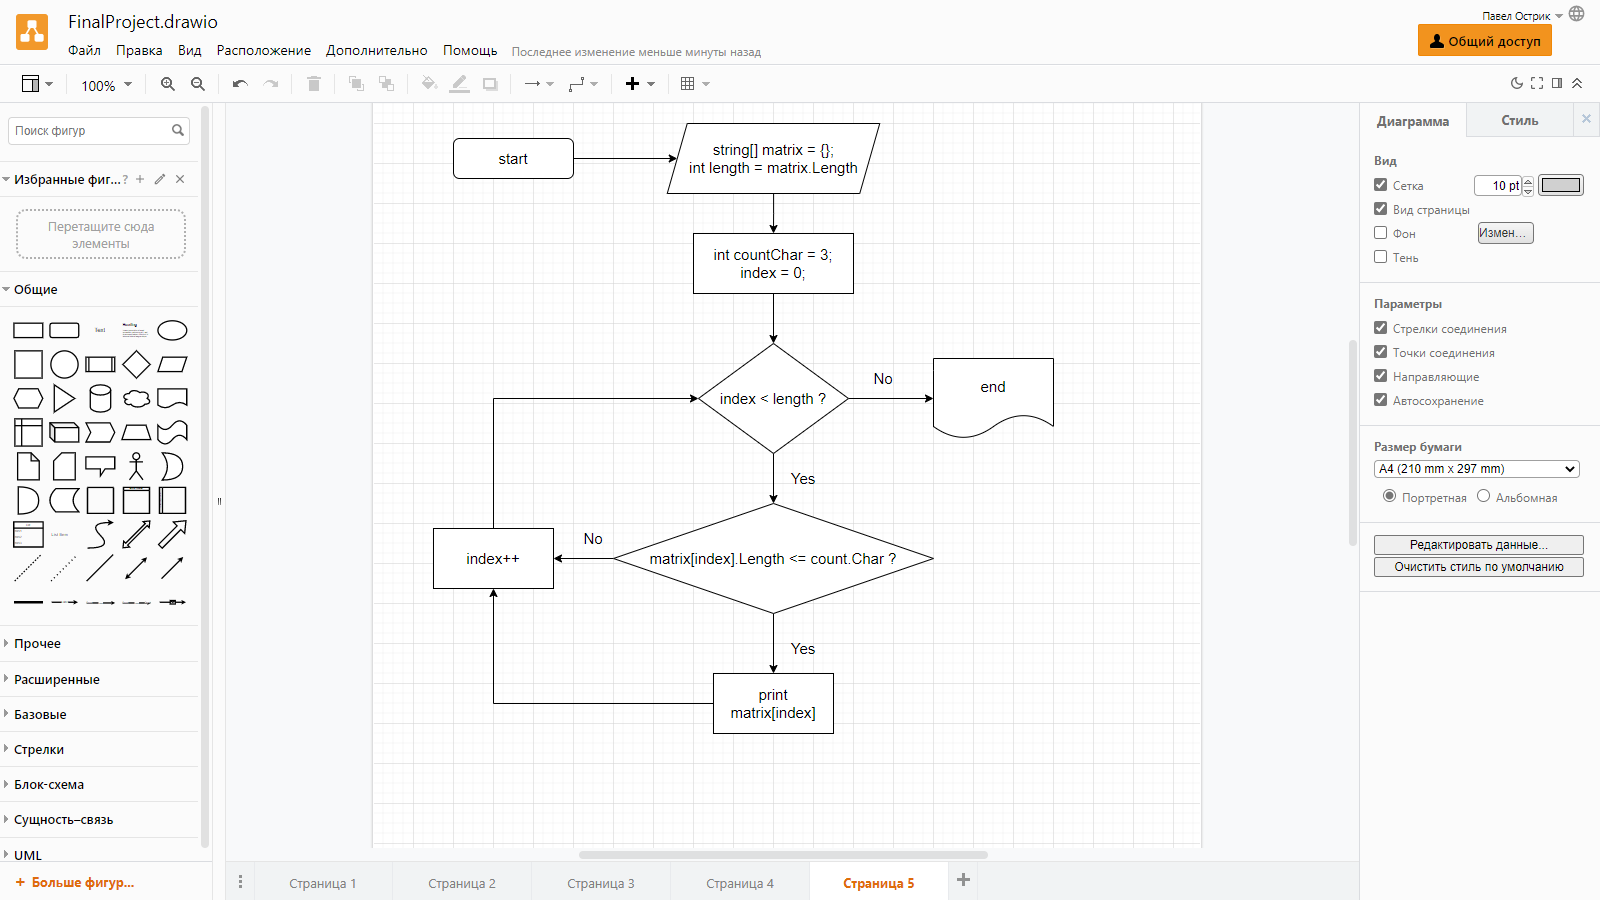 FinalProject.drawio
Павел Острик
Файл Правка Вид Расположение Дополнительно Помощь Последнее изменение меньше минуты назад
Общий доступ
100%
Поиск фигур
Избранные фиг... ?
Перетащите сюда
элементы
Общие
Text
Heading
List Item
Прочее
Расширенные
Базовые
Стрелки
Блок-схема
Сущность–связь
UML
+ Больше фигур...
start
string[] matrix = {};
int length = matrix.Length
int countChar = 3;
index = 0;
index < length ?
No
end
Yes
index++
No
matrix[index].Length <= count.Char ?
Yes
print
matrix[index]
Страница 1 Страница 2 Страница 3 Страница 4 Страница 5
Диаграмма Стиль
Вид
Сетка 10 pt
Вид страницы
Фон Измен...
Тень
Параметры
Стрелки соединения
Точки соединения
Направляющие
Автосохранение
Размер бумаги
A4 (210 mm x 297 mm)
Портретная Альбомная
Редактировать данные...
Очистить стиль по умолчанию